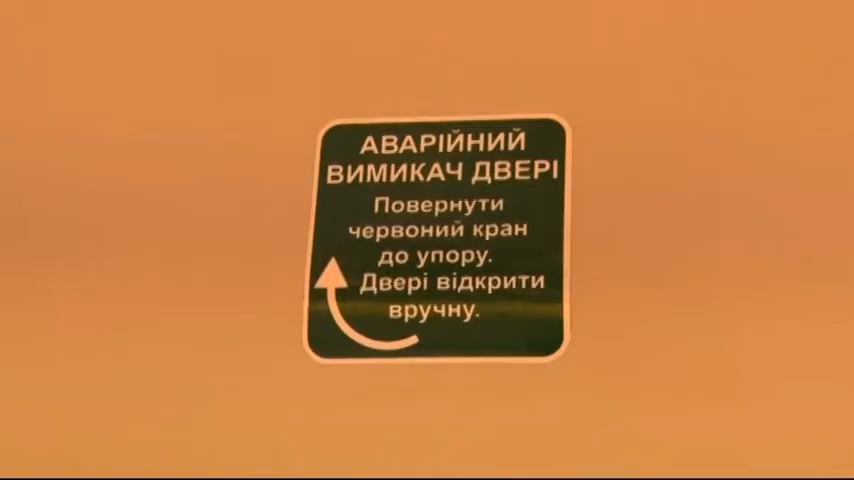 АВАРІЙНИЙ
ВИМИКАЧ ДВЕРІ
Повернути
червоний кран
до упору.
Двері відкрити
вручну.